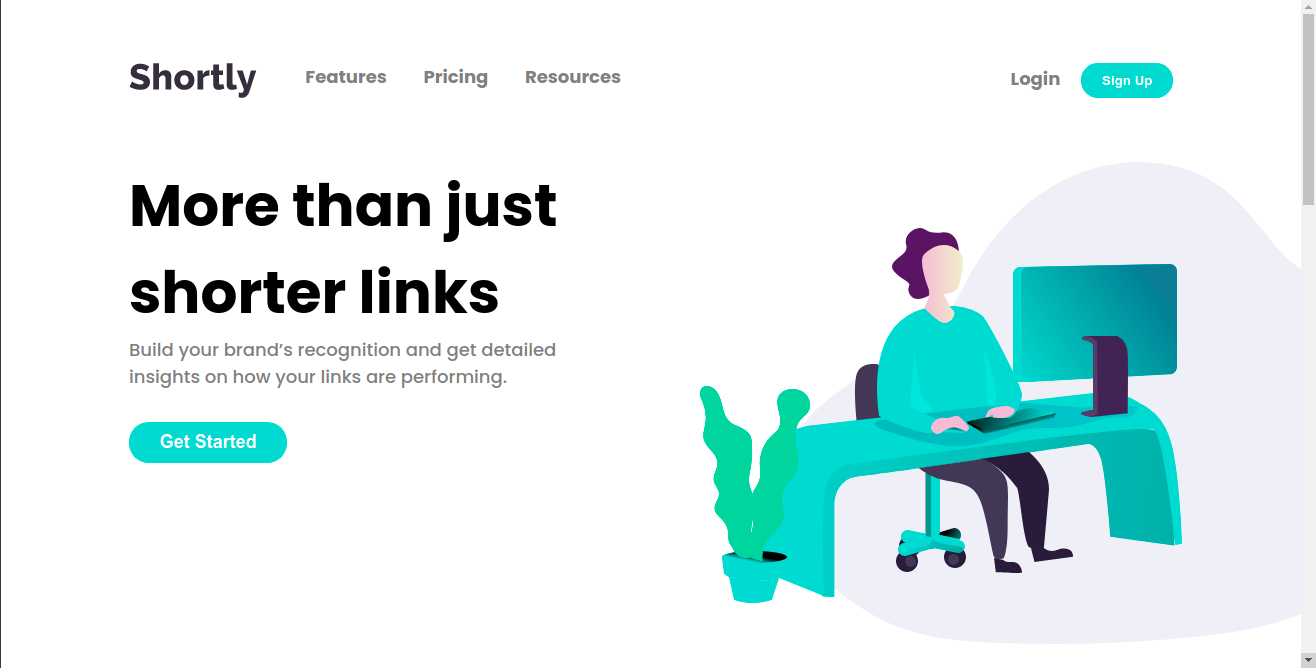 Shortly Features Pricing Resources Login Sign Up
More than just
shorter links
Build your brand’s recognition and get detailed
insights on how your links are performing.
Get Started